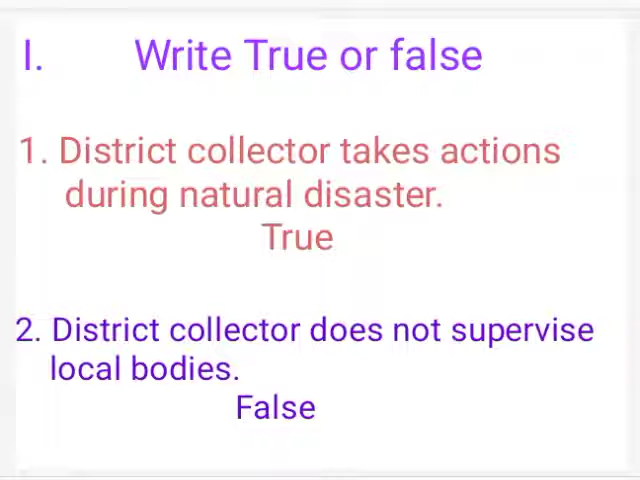 I. Write True or false
1. District collector takes actions
during natural disaster.
True
2. District collector does not supervise
local bodies.
False